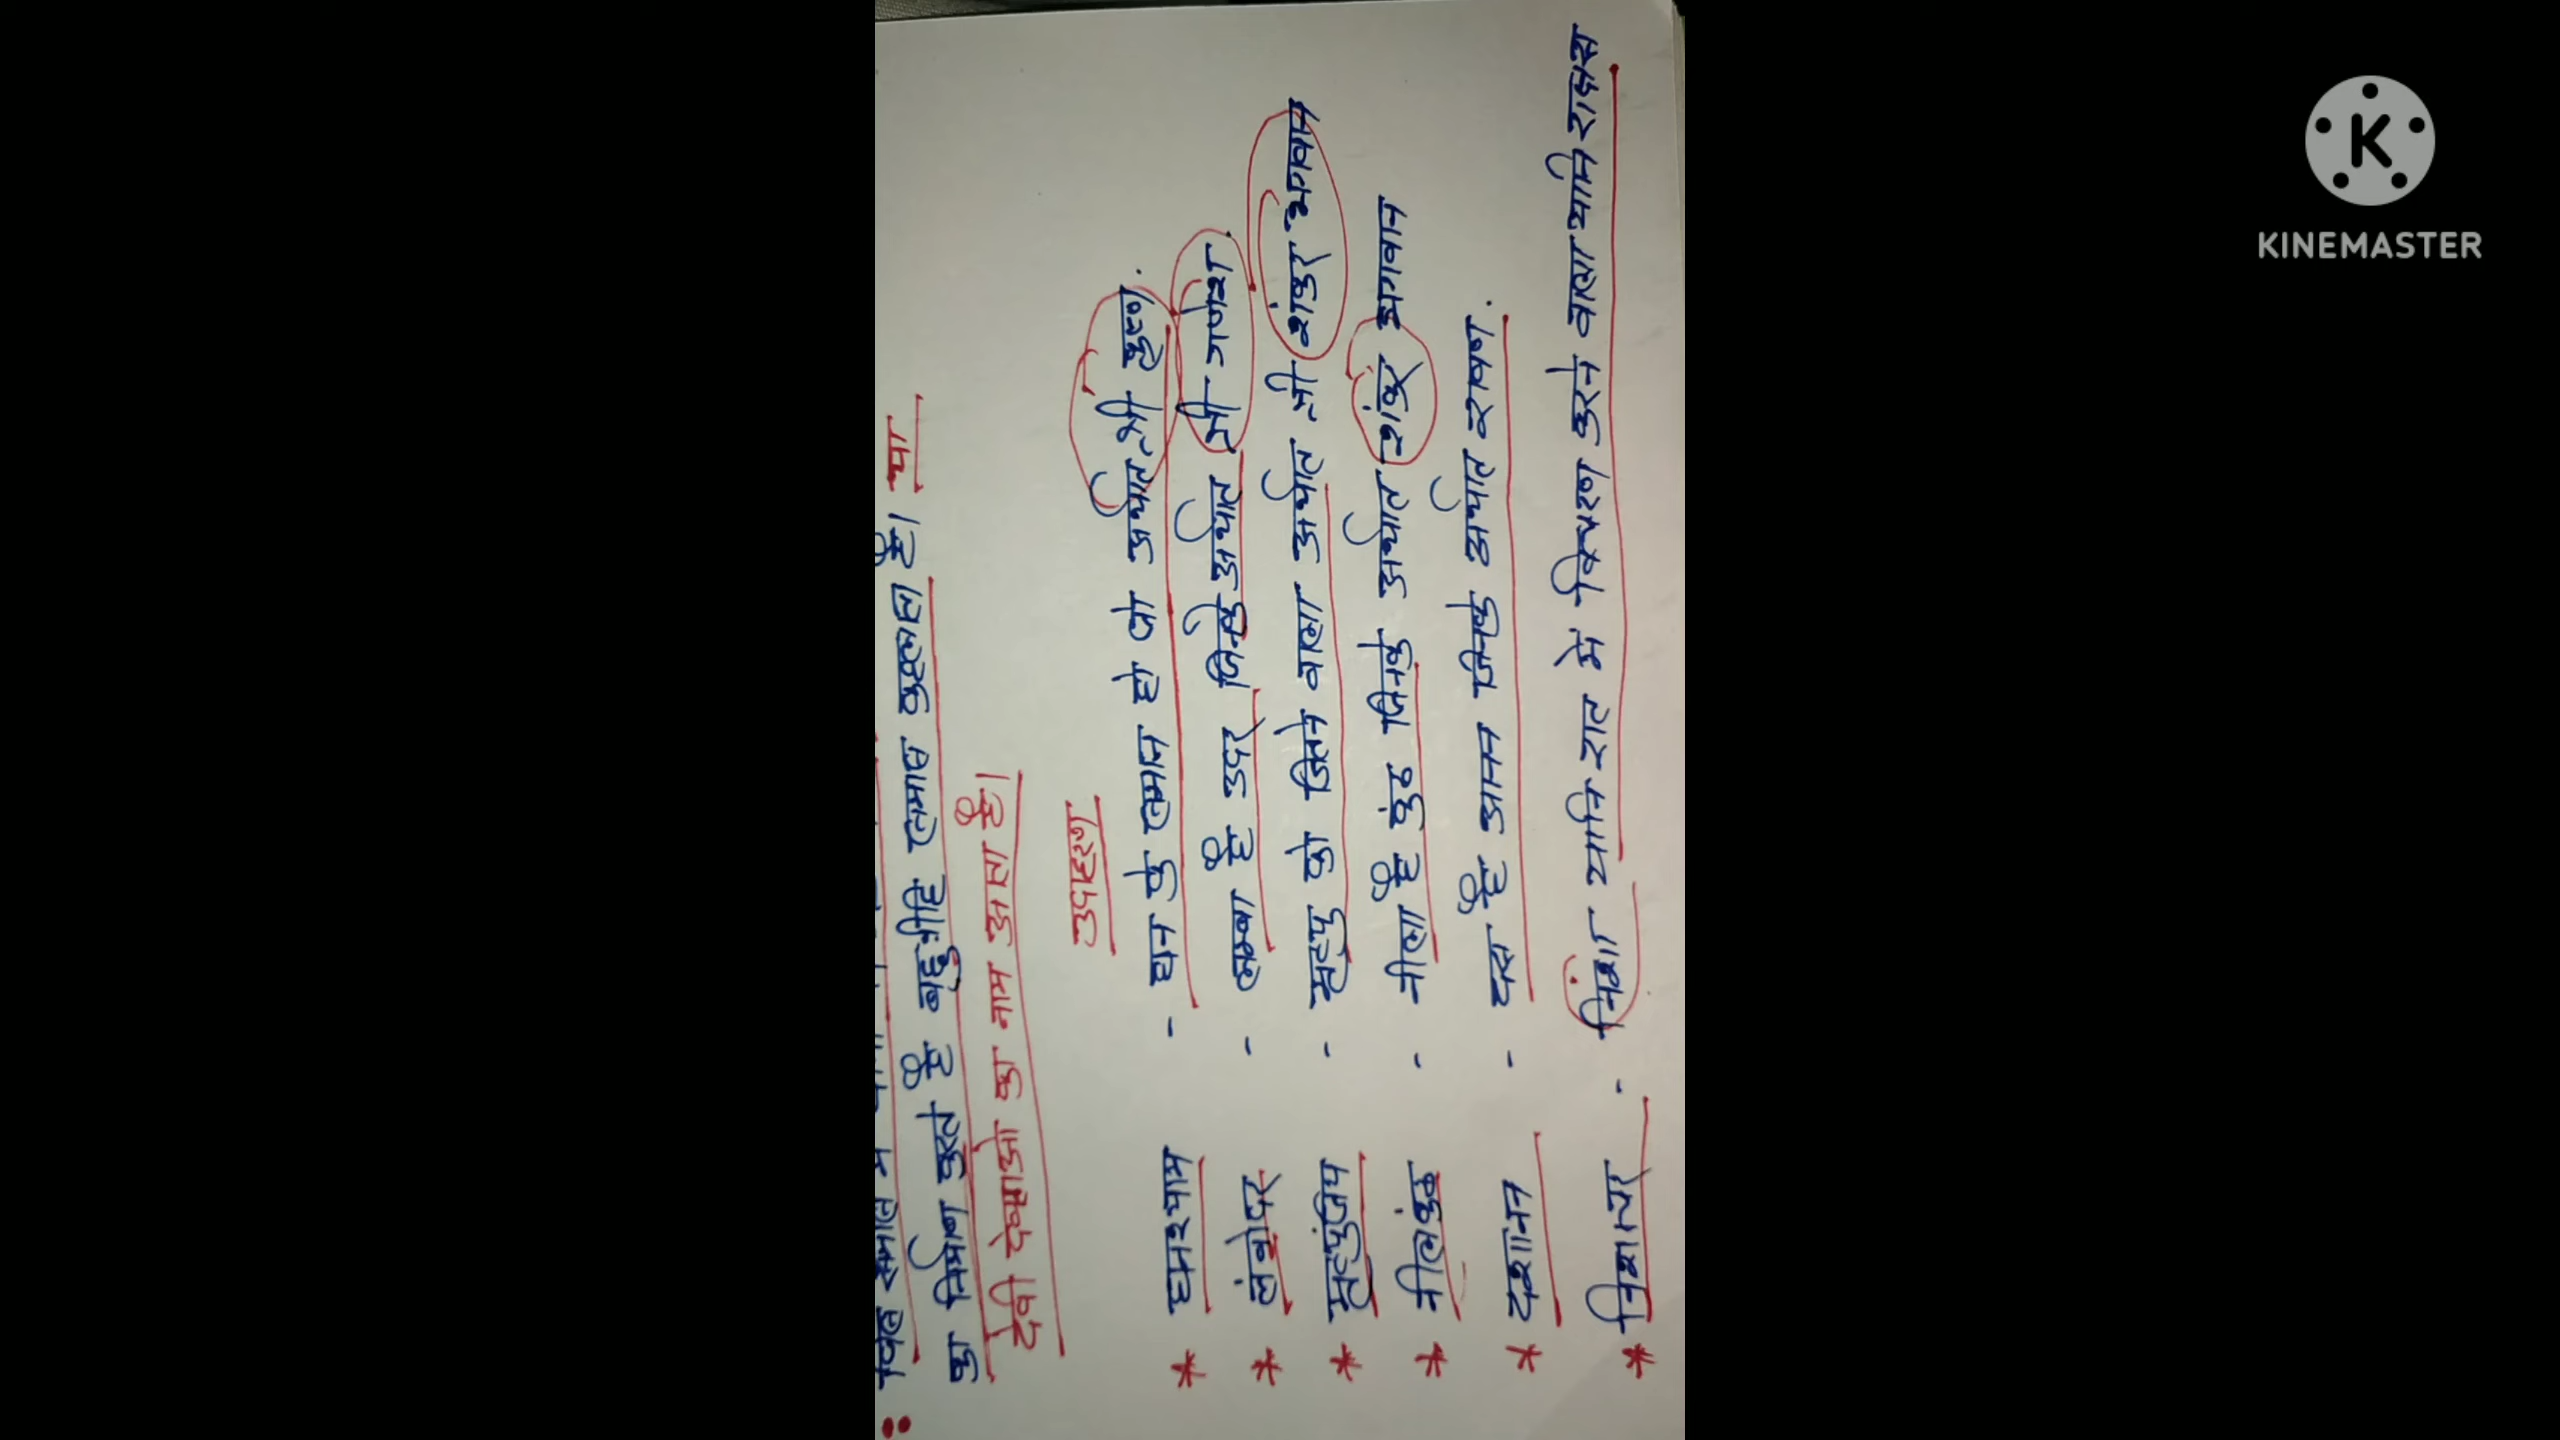 का निर्माण करते है बहुव्रीहि समास कहलाता है। या
देवी देवताओ का नाम आता है।
उदाहरण
* घनश्याम - घन के समान हो जो अर्थात श्री कृष्ण
* लंबोदर - लम्बा है उदर जिनका अर्थात श्री गणेश
* मृत्युंजय - मृत्यु को जितने वाला अर्थात शंकर भगवान
* नीलकंठ - नीला है कंठ जिनके अर्थात शंकर भगवान
* दशानन - दस है आनन जिनके अर्थात रावण
* निशाचर - निशा यानि रात में विचरण करने वाला यानि राक्षस
KINEMASTER